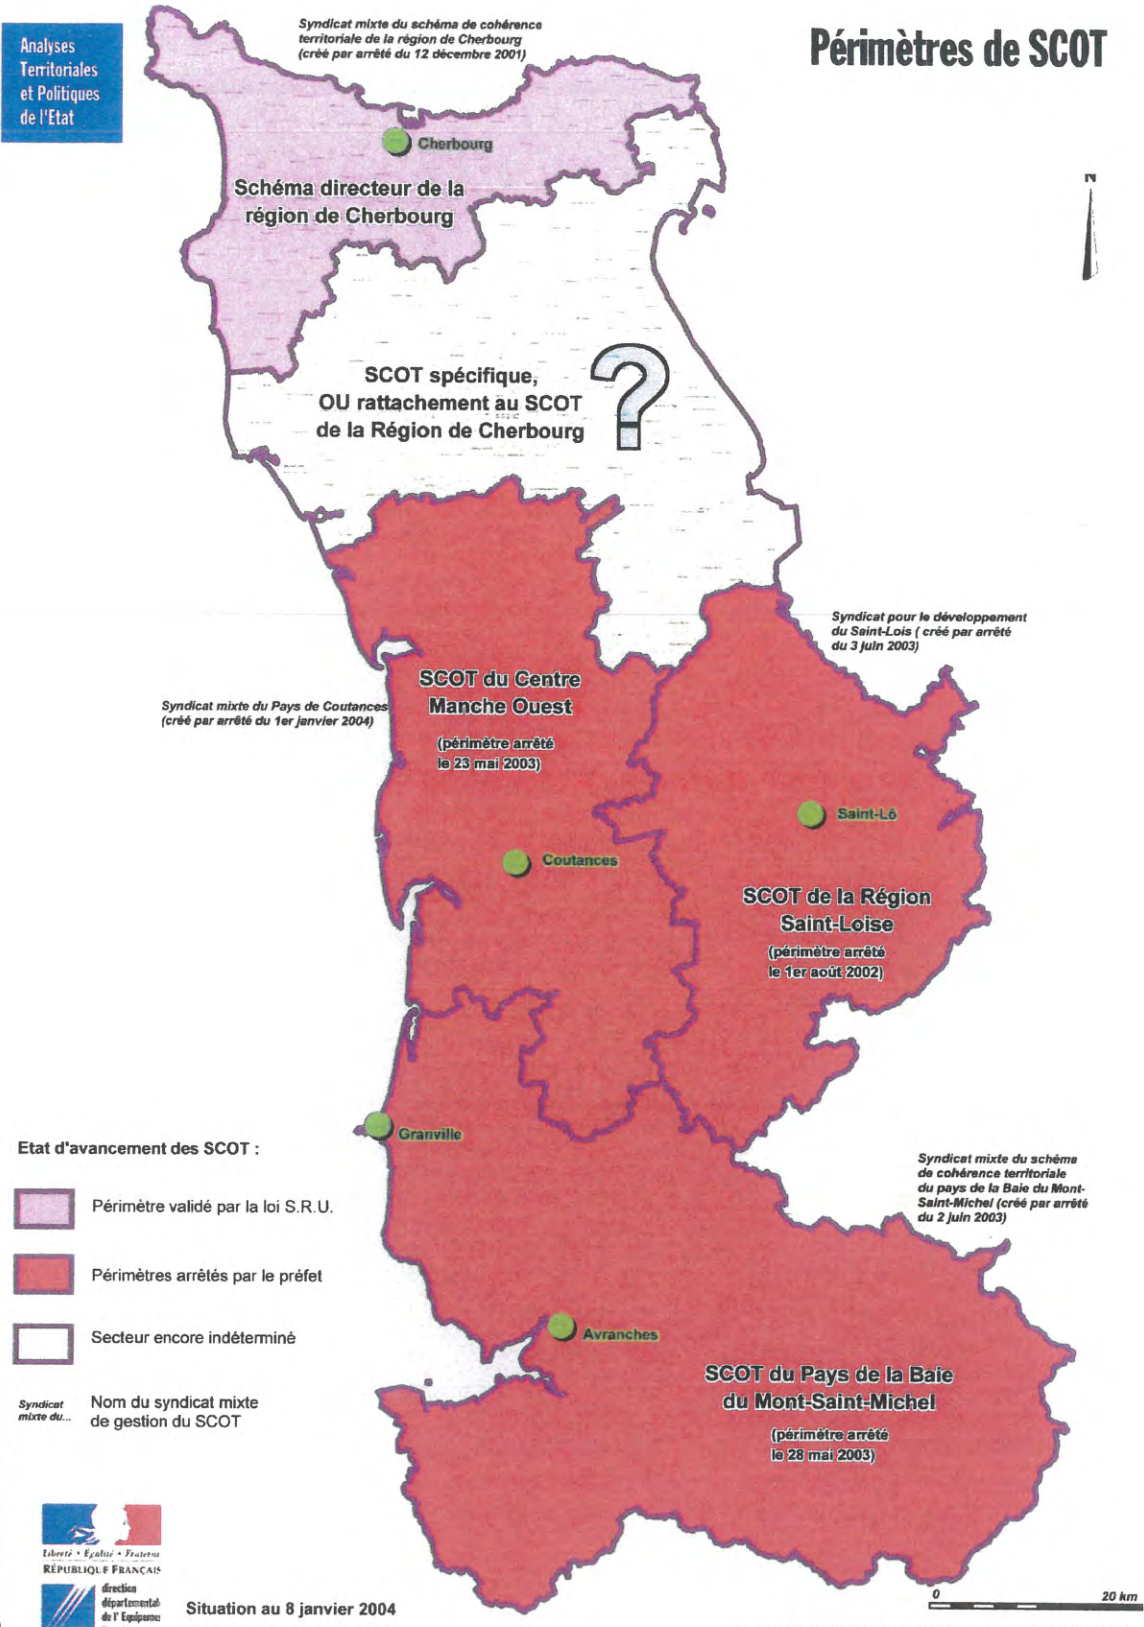 Analyses
Territoriales
et Politiques
de l'Etat
Syndicat mixte du schéma de cohérence
territoriale de la région de Cherbourg
(créé par arrêté du 12 décembre 2001)
Périmètres de SCOT
N
Cherbourg
Schéma directeur de la
région de Cherbourg
SCOT spécifique,
OU rattachement au SCOT
de la Région de Cherbourg
?
Syndicat pour le développement
du Saint-Lois ( créé par arrêté
du 3 juin 2003)
SCOT du Centre
Manche Ouest
(périmètre arrêté
le 23 mai 2003)
Syndicat mixte du Pays de Coutances
(créé par arrêté du 1er janvier 2004)
Saint-Lô
Coutances
SCOT de la Région
Saint-Loise
(périmètre arrêté
le 1er août 2002)
Granville
Syndicat mixte du schéma
de cohérence territoriale
du pays de la Baie du Mont-
Saint-Michel (créé par arrêté
du 2 juin 2003)
Avranches
SCOT du Pays de la Baie
du Mont-Saint-Michel
(périmètre arrêté
le 28 mai 2003)
Etat d'avancement des SCOT :
Périmètre validé par la loi S.R.U.
Périmètres arrêtés par le préfet
Secteur encore indéterminé
Syndicat
mixte du...
Nom du syndicat mixte
de gestion du SCOT
Liberté • Égalité • Fraterni
RÉPUBLIQUE FRANÇAIS
direction
départemental
de l' Equipeme
Situation au 8 janvier 2004
0 20 km